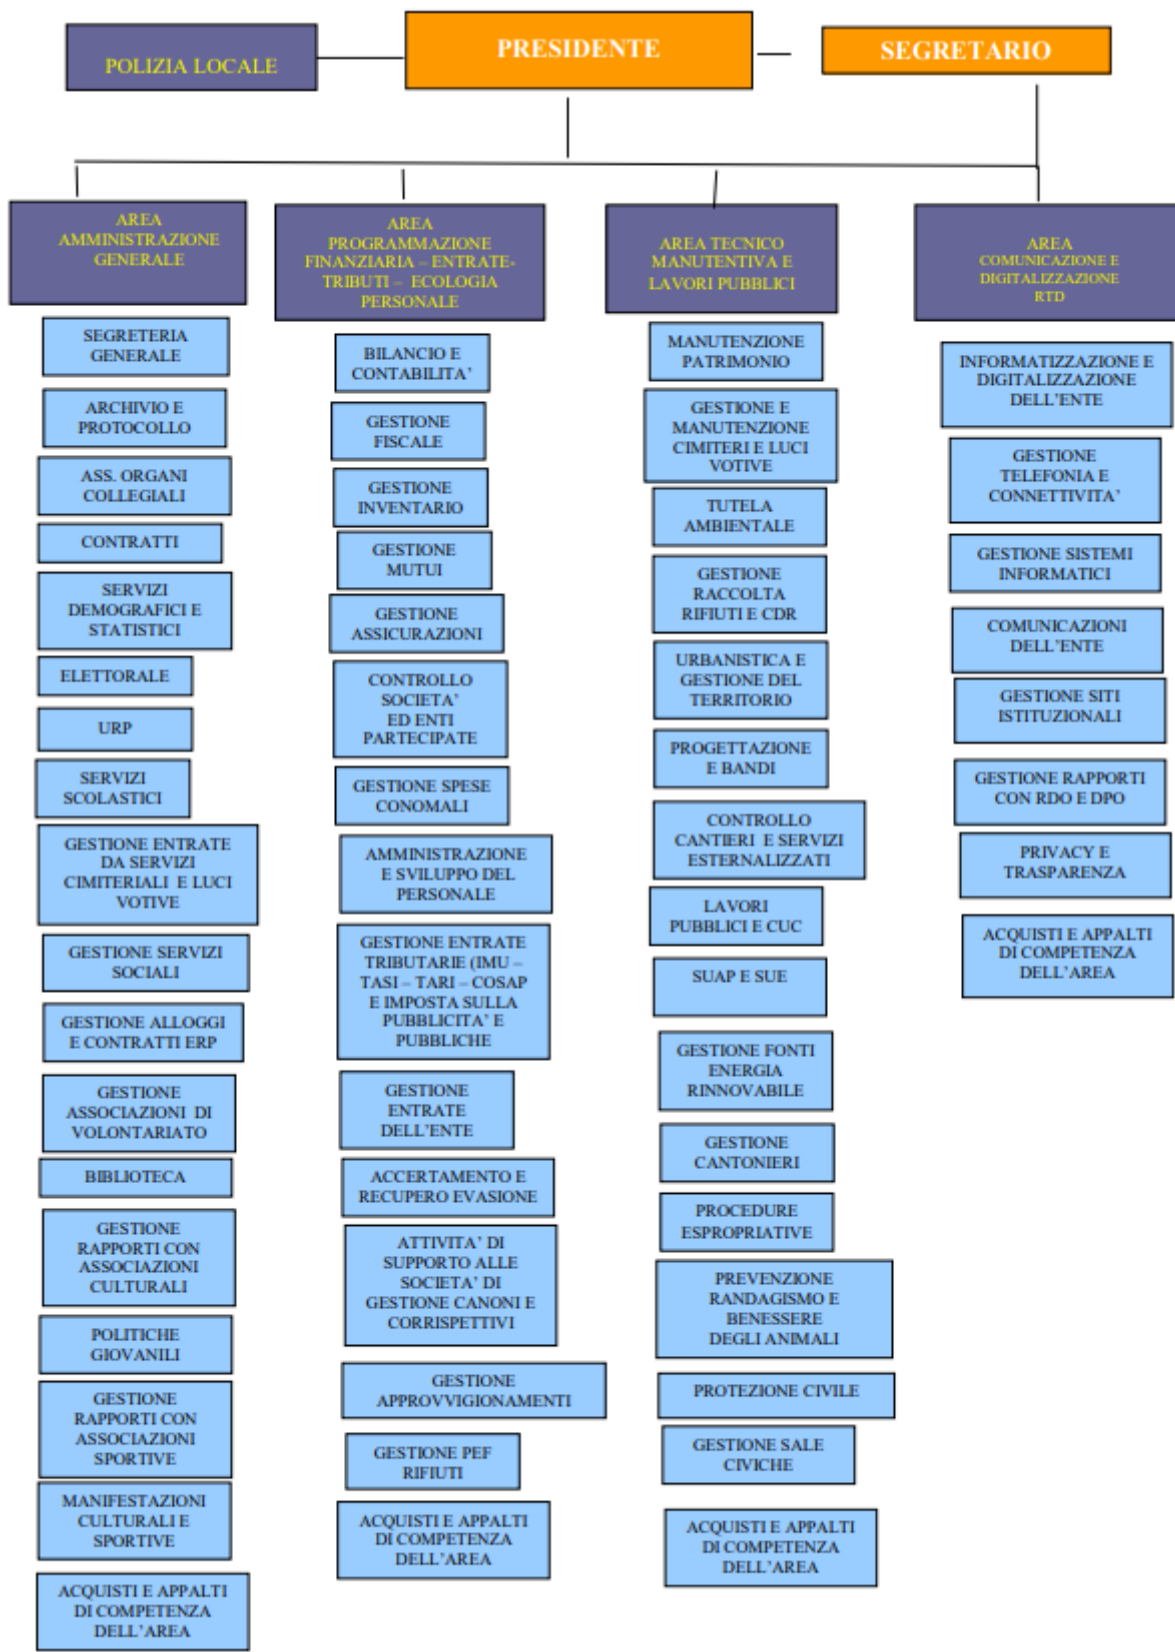 POLIZIA LOCALE
PRESIDENTE
SEGRETARIO
AREA
AMMINISTRAZIONE
GENERALE
SEGRETERIA
GENERALE
ARCHIVIO E
PROTOCOLLO
ASS. ORGANI
COLLEGIALI
CONTRATTI
SERVIZI
DEMOGRAFICI E
STATISTICI
ELETTORALE
URP
SERVIZI
SCOLASTICI
GESTIONE ENTRATE
DA SERVIZI
CIMITERIALI E LUCI
VOTIVE
GESTIONE SERVIZI
SOCIALI
GESTIONE ALLOGGI
E CONTRATTI ERP
GESTIONE
ASSOCIAZIONI DI
VOLONTARIATO
BIBLIOTECA
GESTIONE
RAPPORTI CON
ASSOCIAZIONI
CULTURALI
POLITICHE
GIOVANILI
GESTIONE
RAPPORTI CON
ASSOCIAZIONI
SPORTIVE
MANIFESTAZIONI
CULTURALI E
SPORTIVE
ACQUISTI E APPALTI
DI COMPETENZA
DELL'AREA
AREA
PROGRAMMAZIONE
FINANZIARIA – ENTRATE-
TRIBUTI – ECOLOGIA
PERSONALE
BILANCIO E
CONTABILITA'
GESTIONE
FISCALE
GESTIONE
INVENTARIO
GESTIONE
MUTUI
GESTIONE
ASSICURAZIONI
CONTROLLO
SOCIETA'
ED ENTI
PARTECIPATE
GESTIONE SPESE
CONOMALI
AMMINISTRAZIONE
E SVILUPPO DEL
PERSONALE
GESTIONE ENTRATE
TRIBUTARIE (IMU –
TASI – TARI – COSAP
E IMPOSTA SULLA
PUBBLICITA' E
PUBBLICHE
GESTIONE
ENTRATE
DELL'ENTE
ACCERTAMENTO E
RECUPERO EVASIONE
ATTIVITA' DI
SUPPORTO ALLE
SOCIETA' DI
GESTIONE CANONI E
CORRISPETTIVI
GESTIONE
APPROVVIGIONAMENTI
GESTIONE PEF
RIFIUTI
ACQUISTI E APPALTI
DI COMPETENZA
DELL'AREA
AREA TECNICO
MANUTENTIVA E
LAVORI PUBBLICI
MANUTENZIONE
PATRIMONIO
GESTIONE E
MANUTENZIONE
CIMITERI E LUCI
VOTIVE
TUTELA
AMBIENTALE
GESTIONE
RACCOLTA
RIFIUTI E CDR
URBANISTICA E
GESTIONE DEL
TERRITORIO
PROGETTAZIONE
E BANDI
CONTROLLO
CANTIERI E SERVIZI
ESTERNALIZZATI
LAVORI
PUBBLICI E CUC
SUAP E SUE
GESTIONE FONTI
ENERGIA
RINNOVABILE
GESTIONE
CANTONIERI
PROCEDURE
ESPROPRIATIVE
PREVENZIONE
RANDAGISMO E
BENESSERE
DEGLI ANIMALI
PROTEZIONE CIVILE
GESTIONE SALE
CIVICHE
ACQUISTI E APPALTI
DI COMPETENZA
DELL'AREA
AREA
COMUNICAZIONE E
DIGITALIZZAZIONE
RTD
INFORMATIZZAZIONE E
DIGITALIZZAZIONE
DELL'ENTE
GESTIONE
TELEFONIA E
CONNETTIVITA'
GESTIONE SISTEMI
INFORMATICI
COMUNICAZIONI
DELL'ENTE
GESTIONE SITI
ISTITUZIONALI
GESTIONE RAPPORTI
CON RDO E DPO
PRIVACY E
TRASPARENZA
ACQUISTI E APPALTI
DI COMPETENZA
DELL'AREA